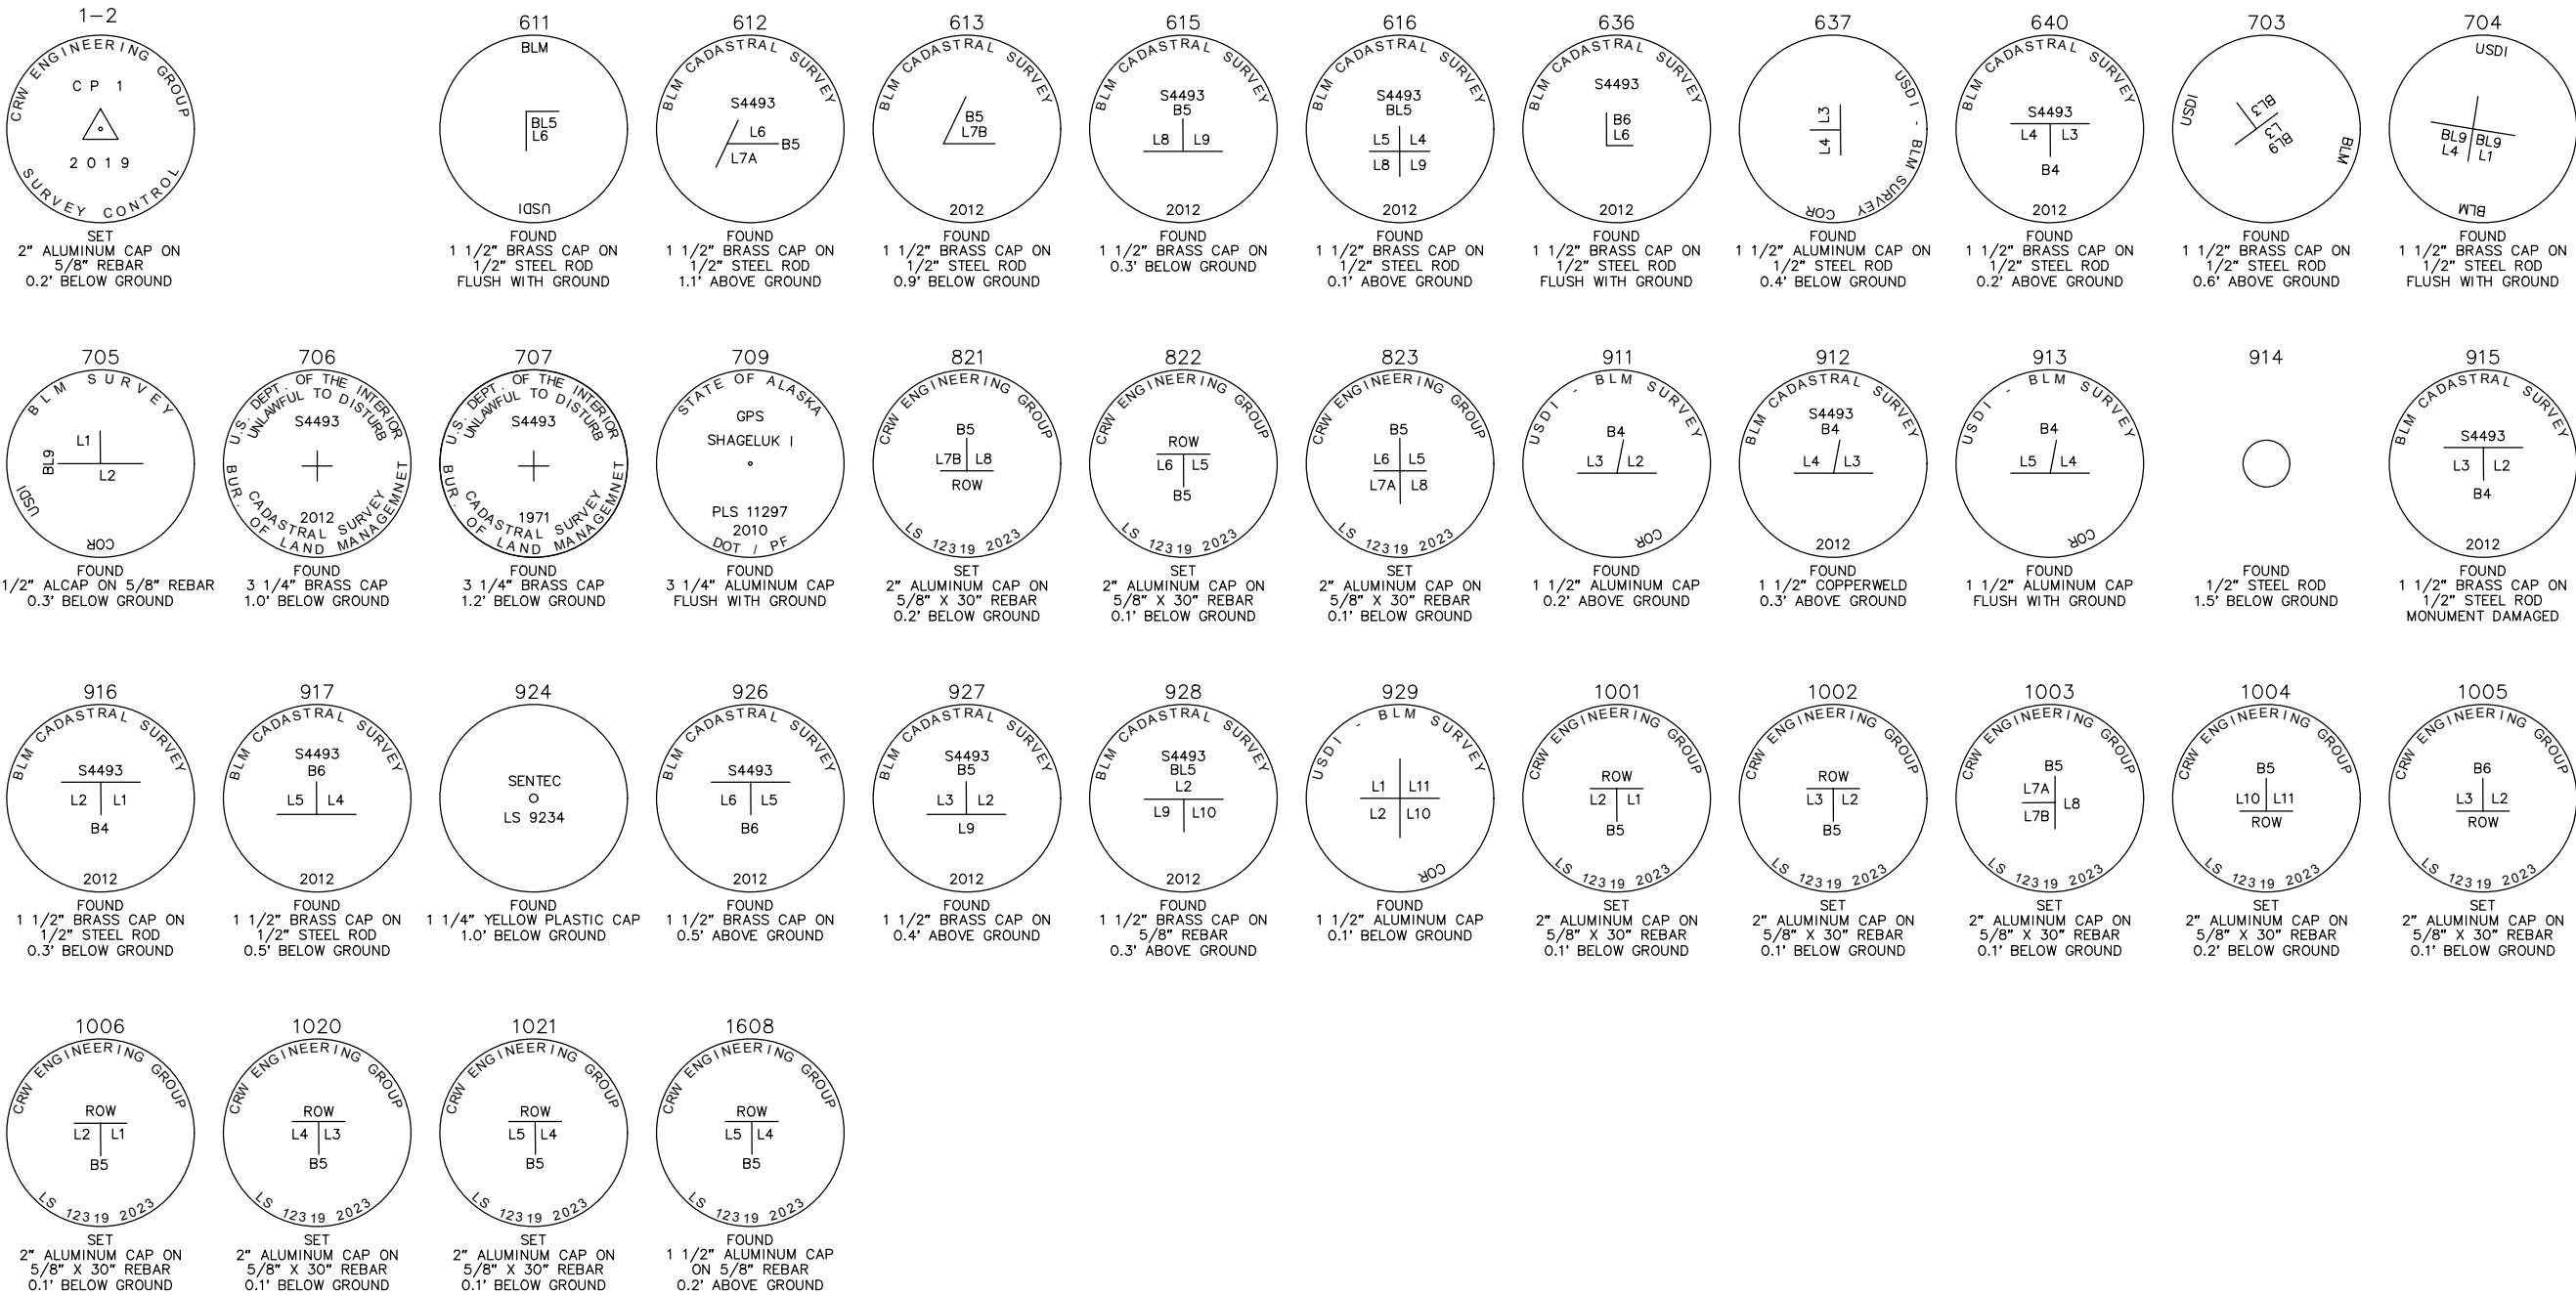 1-2
CRW ENGINEERING GROUP
CP 1
2019
SURVEY CONTROL
SET
2" ALUMINUM CAP ON
5/8" REBAR
0.2' BELOW GROUND
611
BLM
BL5
L6
USDI
FOUND
1 1/2" BRASS CAP ON
1/2" STEEL ROD
FLUSH WITH GROUND
612
BLM CADASTRAL SURVEY
S4493
L6
B5
L7A
FOUND
1 1/2" BRASS CAP ON
1/2" STEEL ROD
1.1' ABOVE GROUND
613
BLM CADASTRAL SURVEY
B5
L7B
2012
FOUND
1 1/2" BRASS CAP ON
1/2" STEEL ROD
0.9' BELOW GROUND
615
BLM CADASTRAL SURVEY
S4493
B5
L8 L9
2012
FOUND
1 1/2" BRASS CAP ON
0.3' BELOW GROUND
616
BLM CADASTRAL SURVEY
S4493
BL5
L5 L4
L8 L9
2012
FOUND
1 1/2" BRASS CAP ON
1/2" STEEL ROD
0.1' ABOVE GROUND
636
BLM CADASTRAL SURVEY
S4493
B6
L6
2012
FOUND
1 1/2" BRASS CAP ON
1/2" STEEL ROD
FLUSH WITH GROUND
637
USDI - BLM SURVEY
L4 L3
COR
FOUND
1 1/2" ALUMINUM CAP ON
1/2" STEEL ROD
0.4' BELOW GROUND
640
BLM CADASTRAL SURVEY
S4493
L4 L3
B4
2012
FOUND
1 1/2" BRASS CAP ON
1/2" STEEL ROD
0.2' ABOVE GROUND
703
USDI
BL3
L3
BL9
BLM
FOUND
1 1/2" BRASS CAP ON
1/2" STEEL ROD
0.6' ABOVE GROUND
704
USDI
BL9 BL9
L4 L1
BLM
FOUND
1 1/2" BRASS CAP ON
1/2" STEEL ROD
FLUSH WITH GROUND
705
BLM SURVEY
L1
BL9
L2
USDI
COR
FOUND
1/2" ALCAP ON 5/8" REBAR
0.3' BELOW GROUND
706
U.S. DEPT. OF THE INTERIOR
UNLAWFUL TO DISTURB
S4493
2012
CADASTRAL SURVEY
BUR. OF LAND MANAGEMNET
FOUND
3 1/4" BRASS CAP
1.0' BELOW GROUND
707
U.S. DEPT. OF THE INTERIOR
UNLAWFUL TO DISTURB
S4493
1971
CADASTRAL SURVEY
BUR. OF LAND MANAGEMNET
FOUND
3 1/4" BRASS CAP
1.2' BELOW GROUND
709
STATE OF ALASKA
GPS
SHAGELUK I
PLS 11297
2010
DOT / PF
FOUND
3 1/4" ALUMINUM CAP
FLUSH WITH GROUND
821
CRW ENGINEERING GROUP
B5
L7B L8
ROW
LS 12319 2023
SET
2" ALUMINUM CAP ON
5/8" X 30" REBAR
0.2' BELOW GROUND
822
CRW ENGINEERING GROUP
ROW
L6 L5
B5
LS 12319 2023
SET
2" ALUMINUM CAP ON
5/8" X 30" REBAR
0.1' BELOW GROUND
823
CRW ENGINEERING GROUP
B5
L6 L5
L7A L8
LS 12319 2023
SET
2" ALUMINUM CAP ON
5/8" X 30" REBAR
0.1' BELOW GROUND
911
USDI - BLM SURVEY
B4
L3 L2
COR
FOUND
1 1/2" ALUMINUM CAP
0.2' ABOVE GROUND
912
BLM CADASTRAL SURVEY
S4493
B4
L4 L3
2012
FOUND
1 1/2" COPPERWELD
0.3' ABOVE GROUND
913
USDI - BLM SURVEY
B4
L5 L4
COR
FOUND
1 1/2" ALUMINUM CAP
FLUSH WITH GROUND
914
FOUND
1/2" STEEL ROD
1.5' BELOW GROUND
915
BLM CADASTRAL SURVEY
S4493
L3 L2
B4
2012
FOUND
1 1/2" BRASS CAP ON
1/2" STEEL ROD
MONUMENT DAMAGED
916
BLM CADASTRAL SURVEY
S4493
L2 L1
B4
2012
FOUND
1 1/2" BRASS CAP ON
1/2" STEEL ROD
0.3' BELOW GROUND
917
BLM CADASTRAL SURVEY
S4493
B6
L5 L4
2012
FOUND
1 1/2" BRASS CAP ON
1/2" STEEL ROD
0.5' BELOW GROUND
924
SENTEC
LS 9234
FOUND
1 1/4" YELLOW PLASTIC CAP
1.0' BELOW GROUND
926
BLM CADASTRAL SURVEY
S4493
L6 L5
B6
2012
FOUND
1 1/2" BRASS CAP ON
0.5' ABOVE GROUND
927
BLM CADASTRAL SURVEY
S4493
B5
L3 L2
L9
2012
FOUND
1 1/2" BRASS CAP ON
0.4' ABOVE GROUND
928
BLM CADASTRAL SURVEY
S4493
BL5
L2
L9 L10
2012
FOUND
1 1/2" BRASS CAP ON
5/8" REBAR
0.3' ABOVE GROUND
929
USDI - BLM SURVEY
L1 L11
L2 L10
COR
FOUND
1 1/2" ALUMINUM CAP
0.1' BELOW GROUND
1001
CRW ENGINEERING GROUP
ROW
L2 L1
B5
LS 12319 2023
SET
2" ALUMINUM CAP ON
5/8" X 30" REBAR
0.1' BELOW GROUND
1002
CRW ENGINEERING GROUP
ROW
L3 L2
B5
LS 12319 2023
SET
2" ALUMINUM CAP ON
5/8" X 30" REBAR
0.1' BELOW GROUND
1003
CRW ENGINEERING GROUP
B5
L7A
L8
L7B
LS 12319 2023
SET
2" ALUMINUM CAP ON
5/8" X 30" REBAR
0.1' BELOW GROUND
1004
CRW ENGINEERING GROUP
B5
L10 L11
ROW
LS 12319 2023
SET
2" ALUMINUM CAP ON
5/8" X 30" REBAR
0.2' BELOW GROUND
1005
CRW ENGINEERING GROUP
B6
L3 L2
ROW
LS 12319 2023
SET
2" ALUMINUM CAP ON
5/8" X 30" REBAR
0.1' BELOW GROUND
1006
CRW ENGINEERING GROUP
ROW
L2 L1
B5
LS 12319 2023
SET
2" ALUMINUM CAP ON
5/8" X 30" REBAR
0.1' BELOW GROUND
1020
CRW ENGINEERING GROUP
ROW
L4 L3
B5
LS 12319 2023
SET
2" ALUMINUM CAP ON
5/8" X 30" REBAR
0.1' BELOW GROUND
1021
CRW ENGINEERING GROUP
ROW
L5 L4
B5
LS 12319 2023
SET
2" ALUMINUM CAP ON
5/8" X 30" REBAR
0.1' BELOW GROUND
1608
CRW ENGINEERING GROUP
ROW
L5 L4
B5
LS 12319 2023
FOUND
1 1/2" ALUMINUM CAP
ON 5/8" REBAR
0.2' ABOVE GROUND